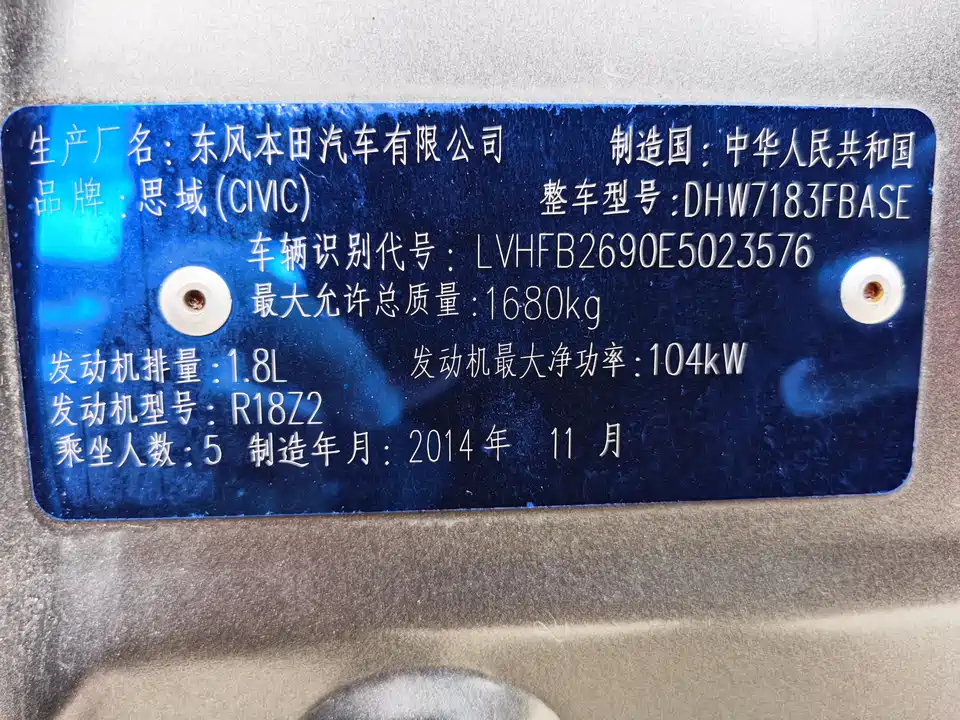 生产厂名：东风本田汽车有限公司 制造国：中华人民共和国
品牌：思域(CIVIC) 整车型号：DHW7183FBASE
车辆识别代号：LVHFB2690E5023576
最大允许总质量：1680kg
发动机排量：1.8L 发动机最大净功率：104kW
发动机型号：R18Z2
乘坐人数：5 制造年月：2014年 11 月